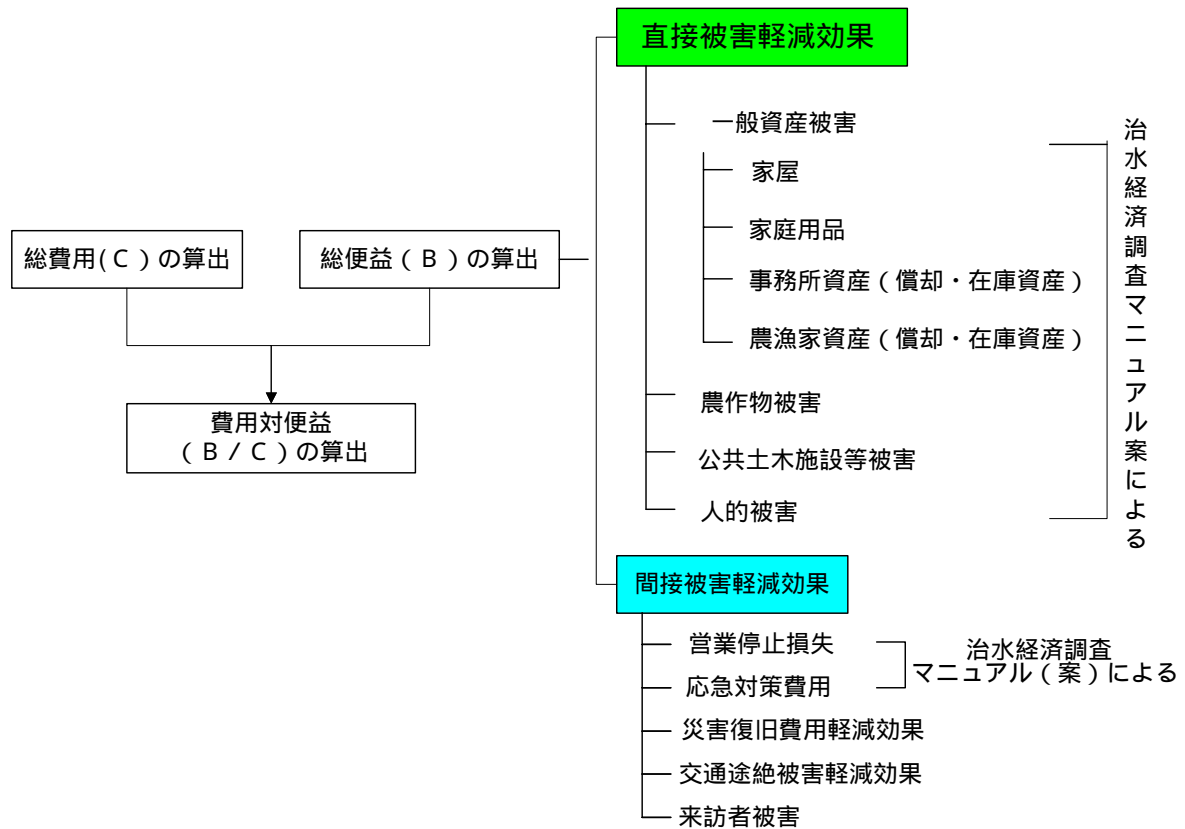 直接被害軽減効果
一般資産被害
家屋
家庭用品
事務所資産(償却・在庫資産)
農漁家資産(償却・在庫資産)
農作物被害
公共土木施設等被害
人的被害
治水経済調査マニュアル案による
総費用(C)の算出
総便益(B)の算出
費用対便益
(B/C)の算出
間接被害軽減効果
営業停止損失
応急対策費用
治水経済調査
マニュアル(案)による
災害復旧費用軽減効果
交通途絶被害軽減効果
来訪者被害